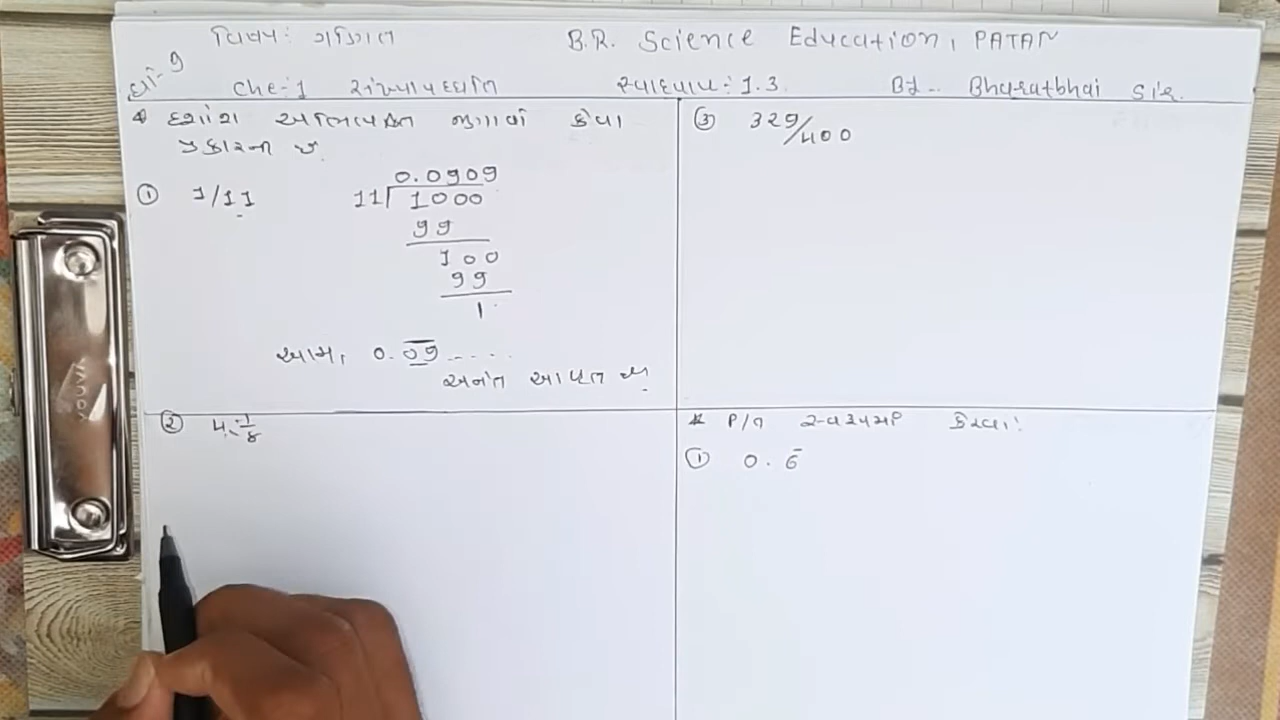 વિષય: ગણિત B.R. Science Education, PATAN
ધો-9 Che:-1 સંખ્યાપદ્ધતિ સ્વાધ્યાય:-1.3 By- Bharatbhai Sir.
* દશાંશ અભિવ્યક્ત જણાવો કેવા
પ્રકારના છે.
① 1/11
0.0909
11 1000
99
100
99
1
આમ, 0.09....
અનંત આવૃત છે
② 4 1/8
③ 329/400
* P/q સ્વરૂપમાં ફેરવો:
① 0.6̅